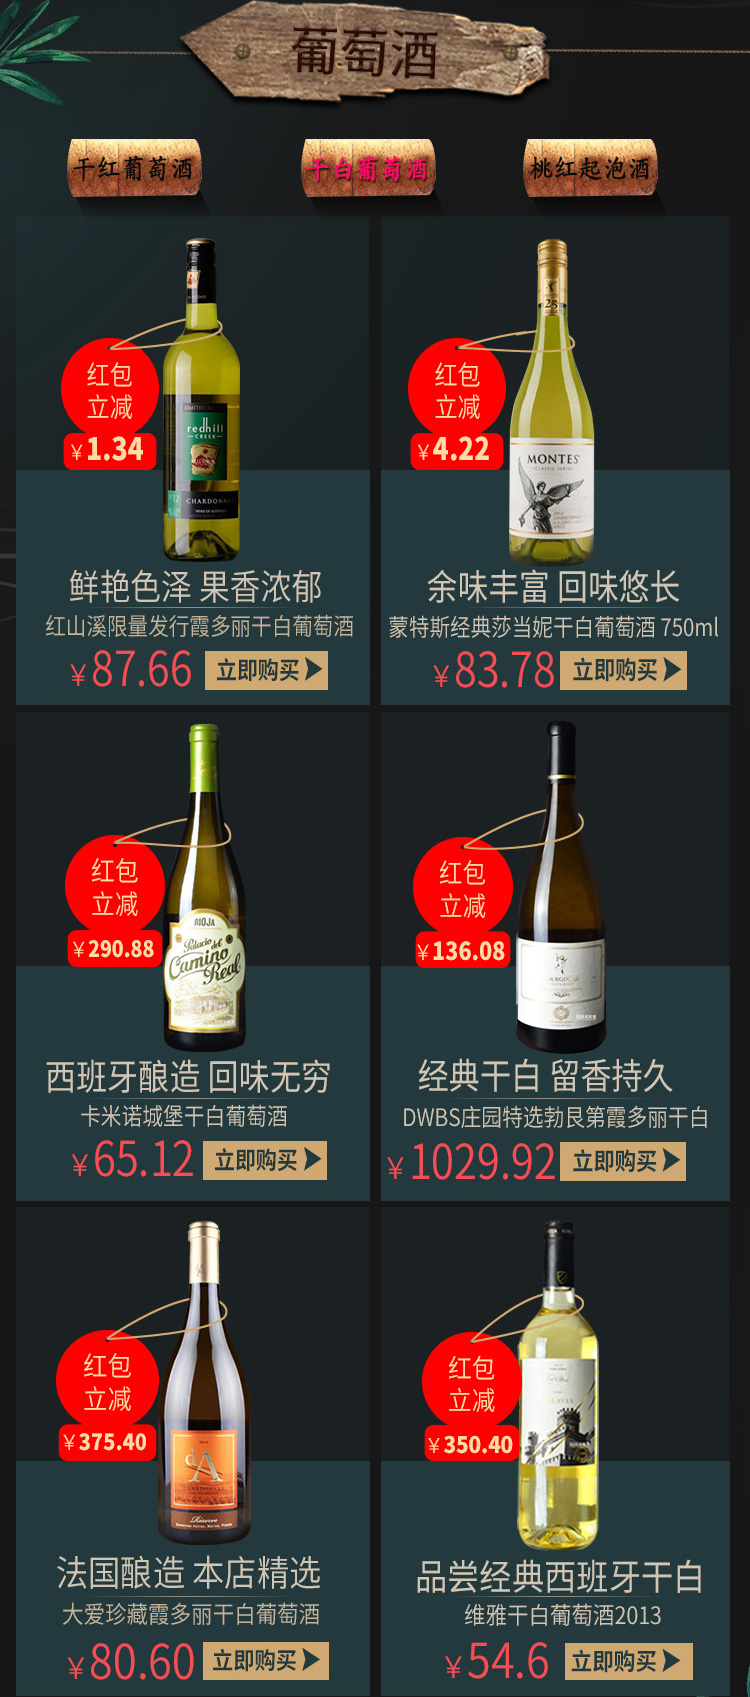 葡萄酒
干红葡萄酒
干白葡萄酒
桃红起泡酒
红包
立减
¥1.34
redhill
CREEK
CHARDONNAY
鲜艳色泽 果香浓郁
红山溪限量发行霞多丽干白葡萄酒
¥87.66
立即购买
红包
立减
¥4.22
25
MONTES
CLASSIC SERIES
余味丰富 回味悠长
蒙特斯经典莎当妮干白葡萄酒 750ml
¥83.78
立即购买
红包
立减
¥290.88
RIOJA
Palacio del
Camino
Real
西班牙酿造 回味无穷
卡米诺城堡干白葡萄酒
¥65.12
立即购买
红包
立减
¥136.08
经典干白 留香持久
DWBS庄园特选勃艮第霞多丽干白
¥1029.92
立即购买
红包
立减
¥375.40
dA
CHARDONNAY
Réserve
法国酿造 本店精选
大爱珍藏霞多丽干白葡萄酒
¥80.60
立即购买
红包
立减
¥350.40
品尝经典西班牙干白
维雅干白葡萄酒2013
¥54.6
立即购买